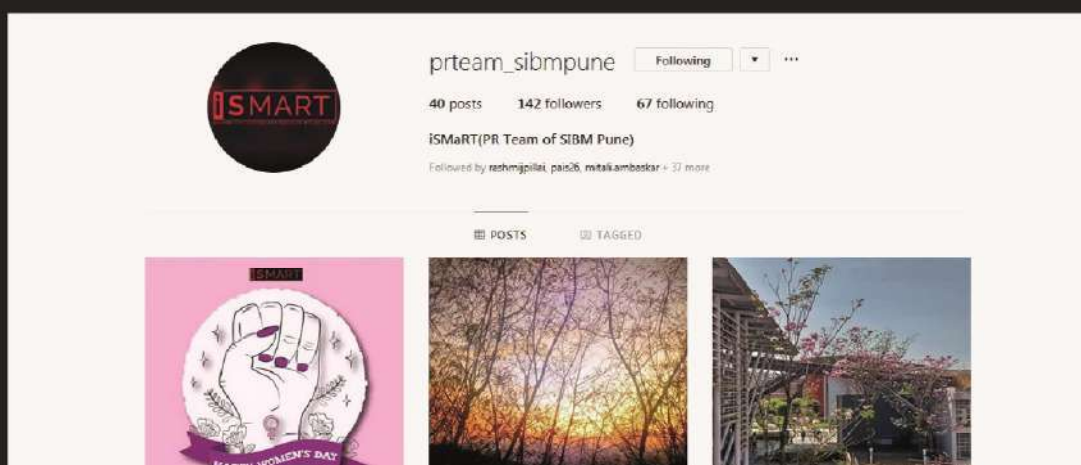 iSMART
prteam_sibmpune Following
40 posts 142 followers 67 following
iSMaRT(PR Team of SIBM Pune)
Followed by rashmijpillai, pais26, mitali.ambaskar + 37 more
POSTS TAGGED
iSMART
HAPPY WOMEN'S DAY